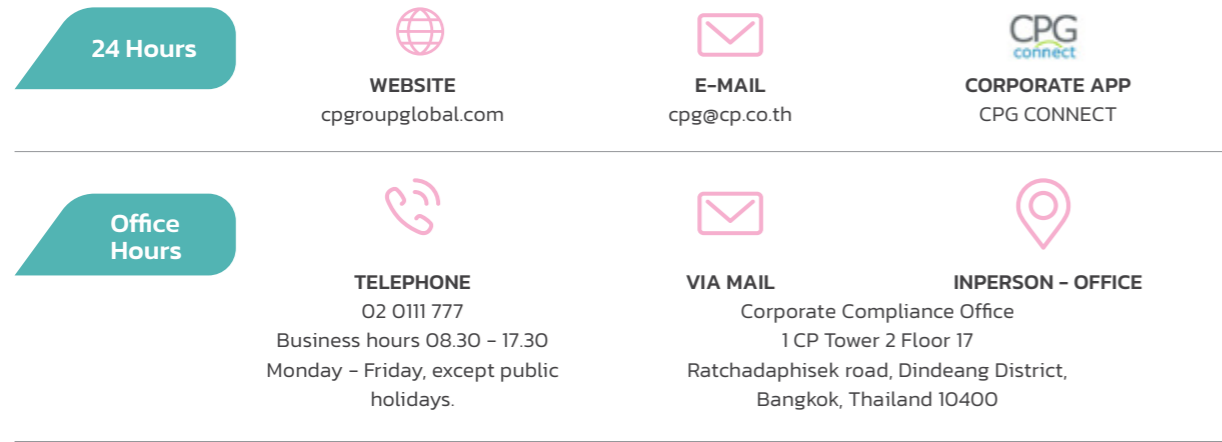 24 Hours
CPG
connect
WEBSITE
cpgroupglobal.com
E-MAIL
cpg@cp.co.th
CORPORATE APP
CPG CONNECT
Office
Hours
TELEPHONE
02 0111 777
Business hours 08.30 - 17.30
Monday - Friday, except public
holidays.
VIA MAIL
INPERSON - OFFICE
Corporate Compliance Office
1 CP Tower 2 Floor 17
Ratchadaphisek road, Dindeang District,
Bangkok, Thailand 10400